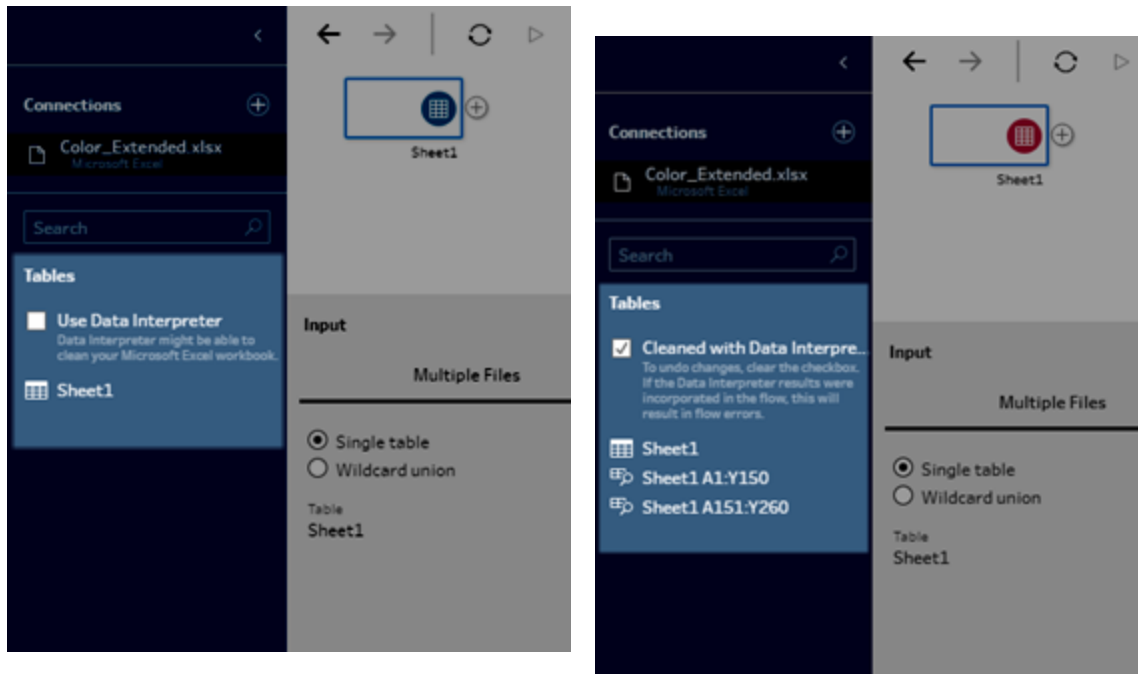 Connections
Color_Extended.xlsx
Microsoft Excel
Search
Tables
Use Data Interpreter
Data Interpreter might be able to
clean your Microsoft Excel workbook.
Sheet1
Sheet1
Input
Multiple Files
Single table
Wildcard union
Table
Sheet1
Connections
Color_Extended.xlsx
Microsoft Excel
Search
Tables
Cleaned with Data Interpre...
To undo changes, clear the checkbox.
If the Data Interpreter results were
incorporated in the flow, this will
result in flow errors.
Sheet1
Sheet1 A1:Y150
Sheet1 A151:Y260
Sheet1
Input
Multiple Files
Single table
Wildcard union
Table
Sheet1